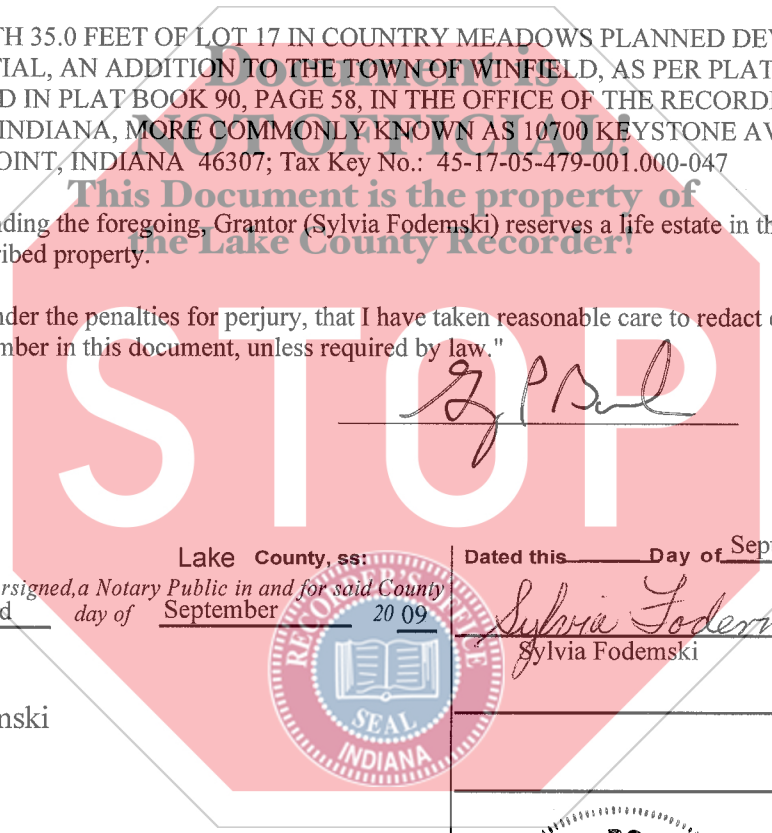 TH 35.0 FEET OF LOT 17 IN COUNTRY MEADOWS PLANNED DEV
TIAL, AN ADDITION TO THE TOWN OF WINFIELD, AS PER PLAT
D IN PLAT BOOK 90, PAGE 58, IN THE OFFICE OF THE RECORD
INDIANA, MORE COMMONLY KNOWN AS 10700 KEYSTONE AV
OINT, INDIANA 46307; Tax Key No.: 45-17-05-479-001.000-047
Document is
NOT OFFICIAL!
This Document is the property of
the Lake County Recorder!
nding the foregoing, Grantor (Sylvia Fodemski) reserves a life estate in th
ribed property.
nder the penalties for perjury, that I have taken reasonable care to redact
mber in this document, unless required by law."
STOP
Lake County, ss:
rsigned, a Notary Public in and for said County
d day of September 20 09
mski
Dated this Day of Sept
Sylvia Fodem
Sylvia Fodemski
RECORDER'S OFFICE
SEAL
INDIANA